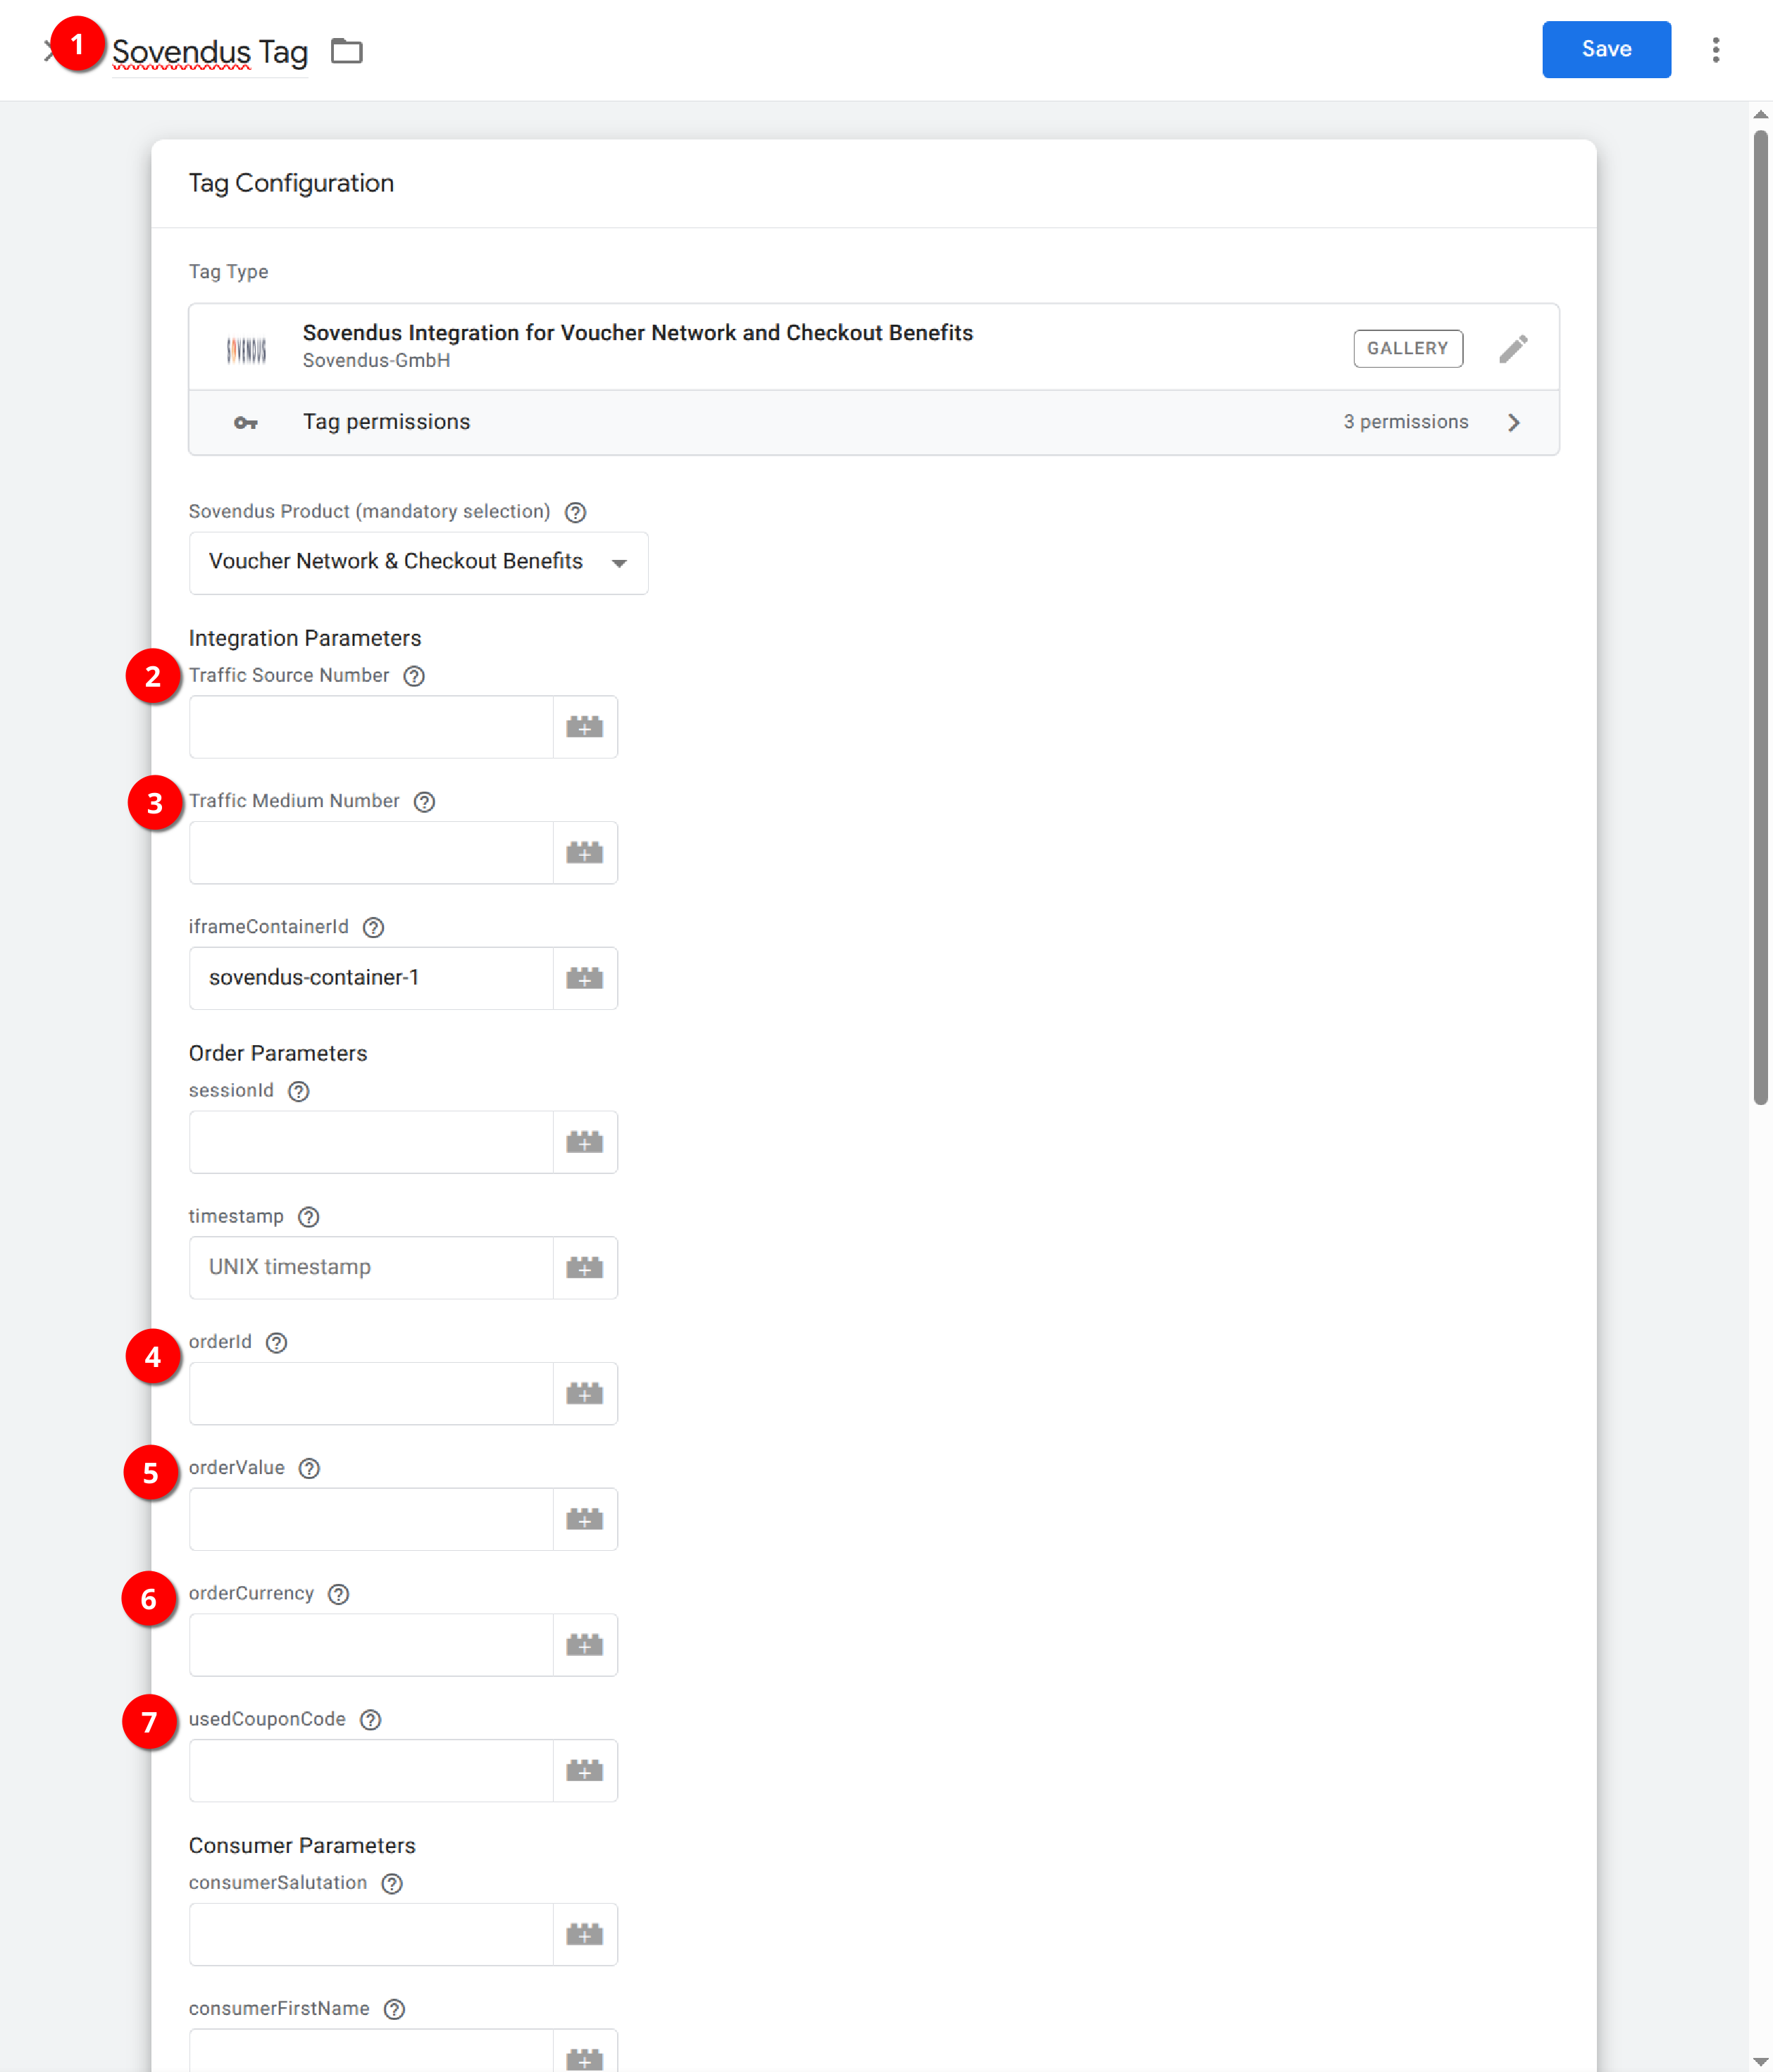 1 Sovendus Tag
Save
Tag Configuration
Tag Type
SOVENDUS
Sovendus Integration for Voucher Network and Checkout Benefits
Sovendus-GmbH
GALLERY
Tag permissions
3 permissions
Sovendus Product (mandatory selection)
Voucher Network & Checkout Benefits
Integration Parameters
2 Traffic Source Number
3 Traffic Medium Number
iframeContainerId
sovendus-container-1
Order Parameters
sessionId
timestamp
UNIX timestamp
4 orderId
5 orderValue
6 orderCurrency
7 usedCouponCode
Consumer Parameters
consumerSalutation
consumerFirstName